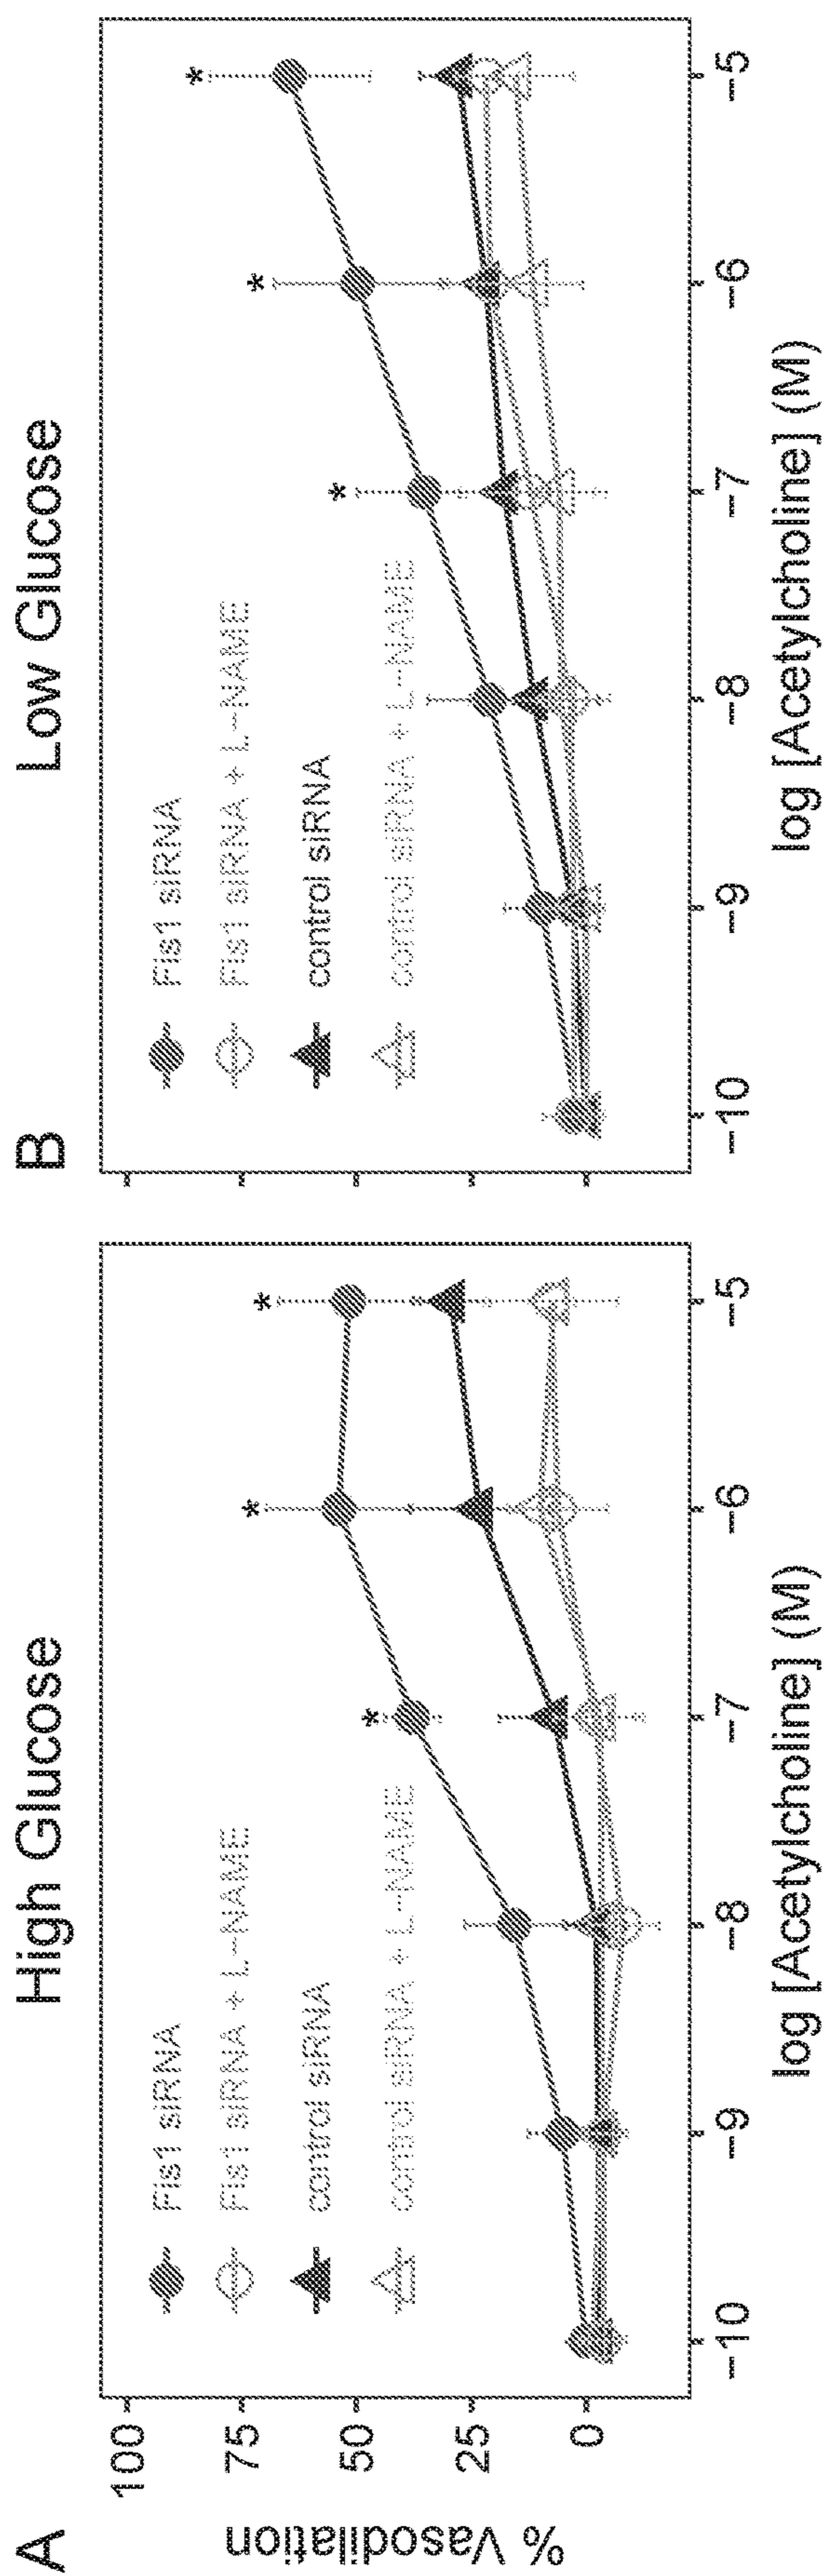 A
High Glucose
% Vasodilation
100
75
50
25
0
Fis1 siRNA
Fis1 siRNA + L-NAME
control siRNA
control siRNA + L-NAME
*
*
*
-10
-9
-8
-7
-6
-5
log [Acetylcholine] (M)
B
Low Glucose
Fis1 siRNA
Fis1 siRNA + L-NAME
control siRNA
control siRNA + L-NAME
*
*
*
-10
-9
-8
-7
-6
-5
log [Acetylcholine] (M)